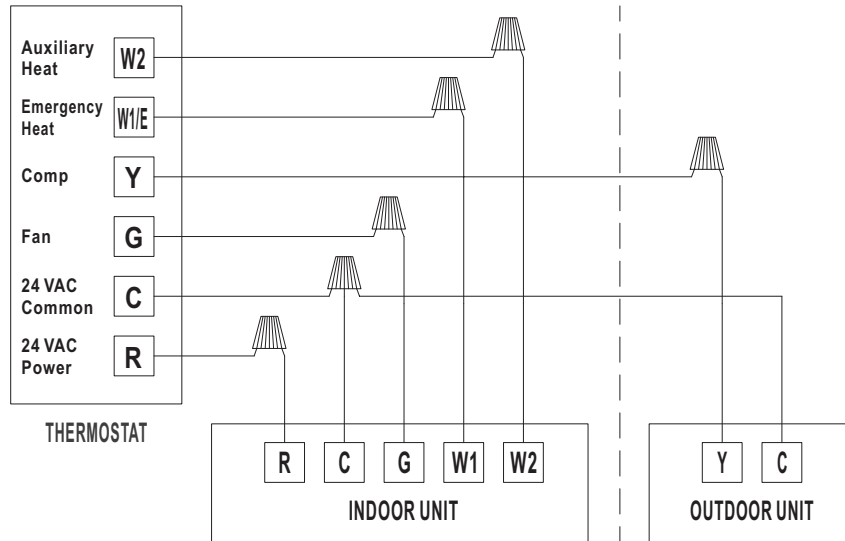 Auxiliary
Heat
W2
Emergency
Heat
W1/E
Comp
Y
Fan
G
24 VAC
Common
C
24 VAC
Power
R
THERMOSTAT
R
C
G
W1
W2
INDOOR UNIT
Y
C
OUTDOOR UNIT